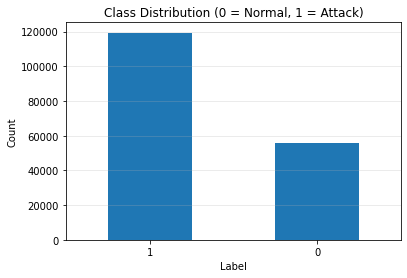 Class Distribution (0 = Normal, 1 = Attack)
120000
100000
80000
60000
40000
20000
0
Count
1 0
Label